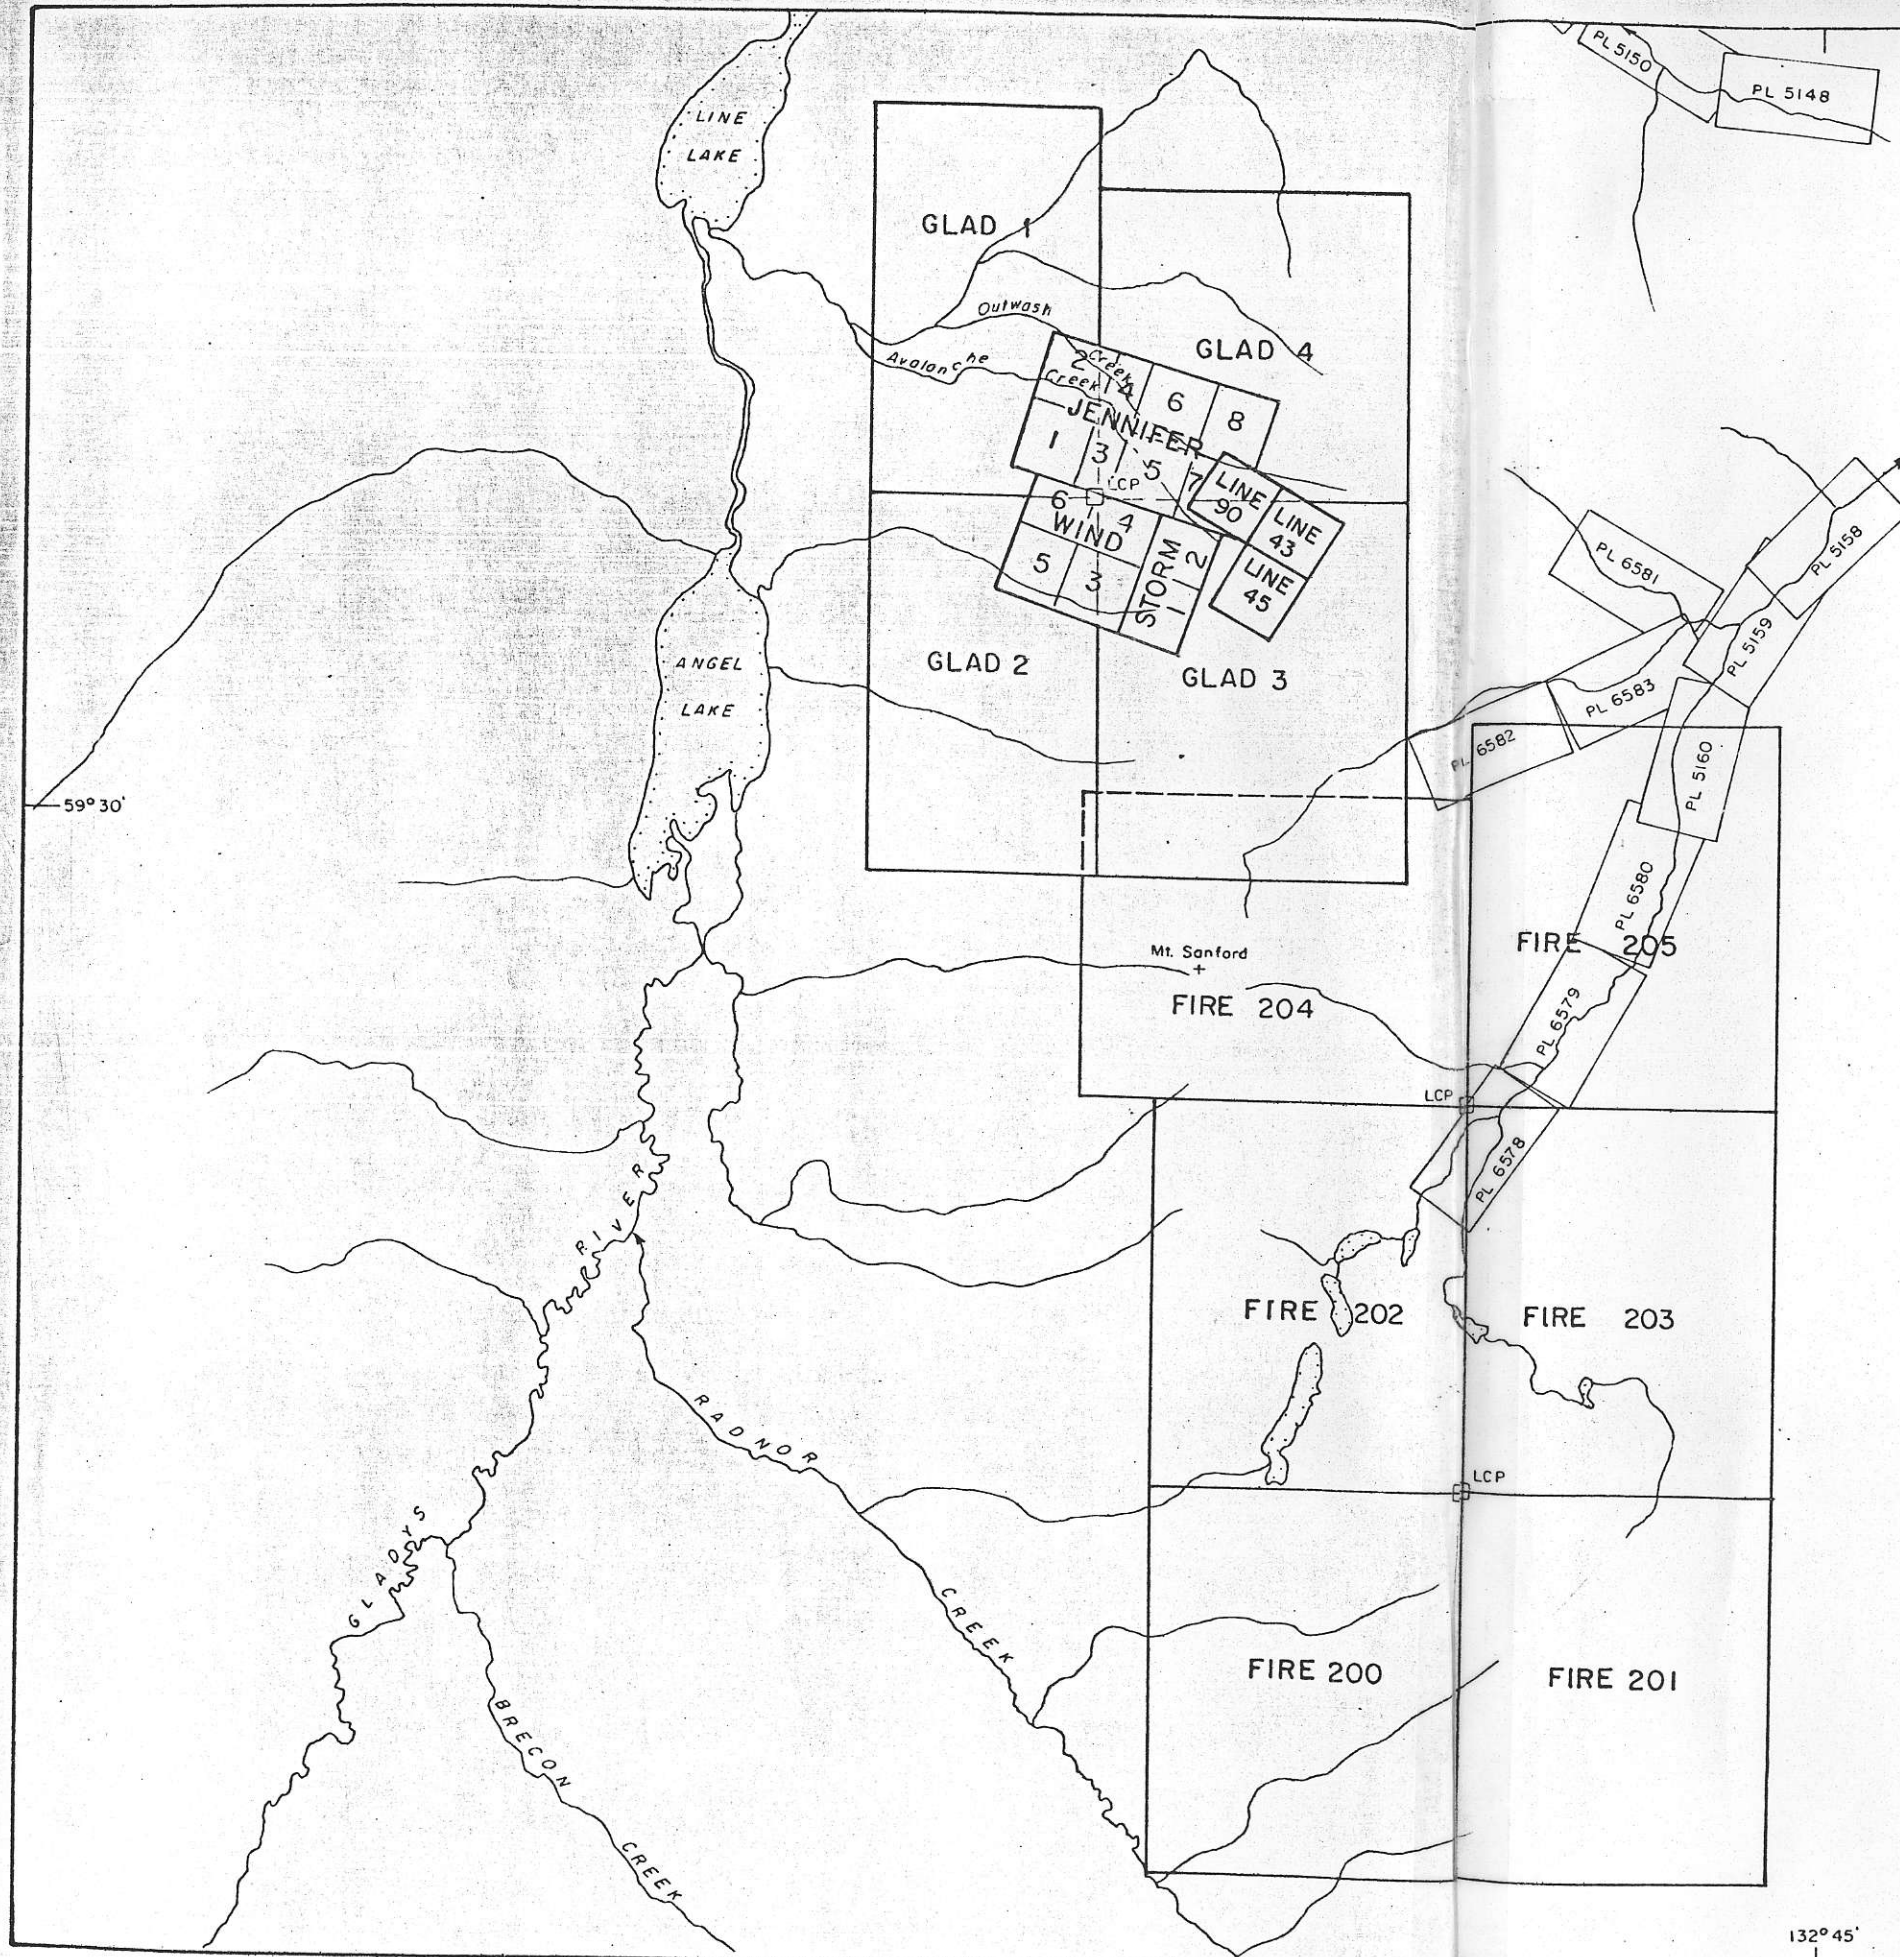 PL 5150
PL 5148
LINE
LAKE
GLAD 1
Outwash
Creek
GLAD 4
Avalanche
Creek
2
4
6
8
JENNIFER
1
3
5
7
LINE
90
LINE
43
LINE
45
LCP
6
4
WIND
5
3
STORM
2
1
PL 5158
PL 6581
PL 5159
ANGEL
LAKE
GLAD 2
GLAD 3
PL 6583
PL 6582
PL 5160
59° 30'
PL 6580
FIRE 205
Mt. Sanford
FIRE 204
PL 6579
LCP
PL 6578
GLADYS RIVER
FIRE 202
FIRE 203
RADNOR CREEK
LCP
FIRE 200
FIRE 201
BRECON CREEK
132° 45'